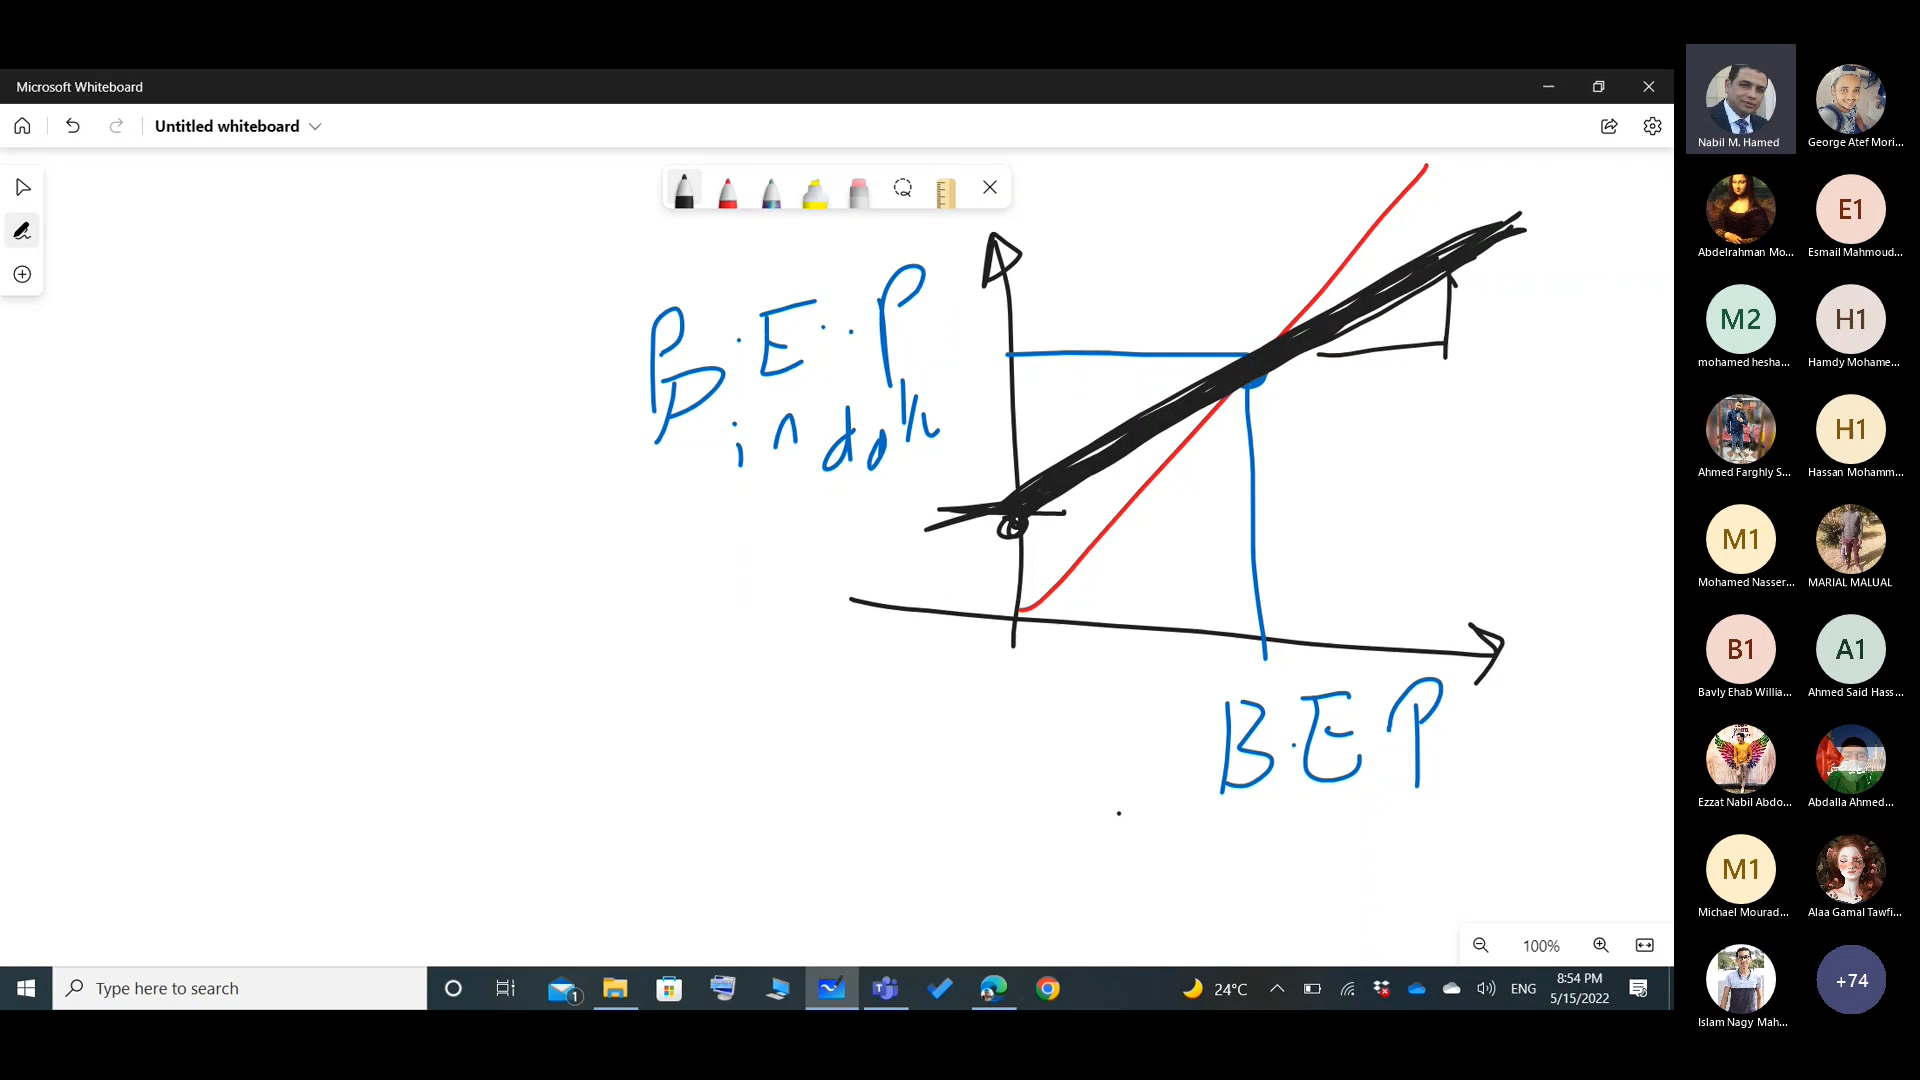 Microsoft Whiteboard
Untitled whiteboard
B.E.P
in
B.E P
100%
Type here to search
1
24°C
ENG
8:54 PM
5/15/2022
Nabil M. Hamed
George Atef Mori...
Abdelrahman Mo...
E1
Esmail Mahmoud...
M2
mohamed hesha...
H1
Hamdy Mohame...
Ahmed Farghly S...
H1
Hassan Mohamm...
M1
Mohamed Nasser...
MARIAL MALUAL
B1
Bavly Ehab Willia...
A1
Ahmed Said Hass...
Ezzat Nabil Abdo...
Abdalla Ahmed...
M1
Michael Mourad...
Alaa Gamal Tawfi...
Islam Nagy Mah...
+74